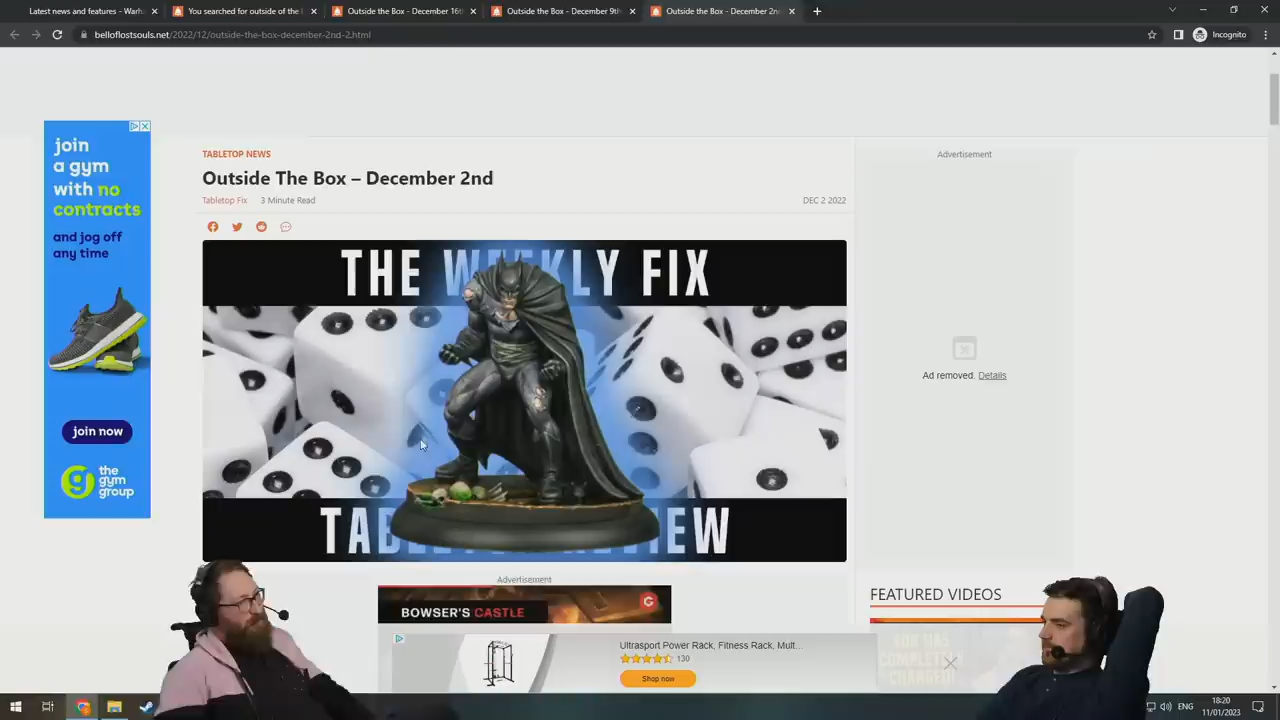 Latest news and features - Warh
You searched for outside of the
Outside the Box - December 16t
Outside the Box - December 9th
Outside the Box - December 2nd
belloflostsouls.net/2022/12/outside-the-box-december-2nd-2.html
Incognito
join
a gym
with no
contracts
and jog off
any time
join now
the
gym
group
TABLETOP NEWS
Outside The Box – December 2nd
Tabletop Fix 3 Minute Read DEC 2 2022
THE WEEKLY FIX
Advertisement
Ad removed. Details
Advertisement
BOWSER'S CASTLE
FEATURED VIDEOS
Ultrasport Power Rack, Fitness Rack, Mult...
130
Shop now
ENG
18:20
11/01/2023